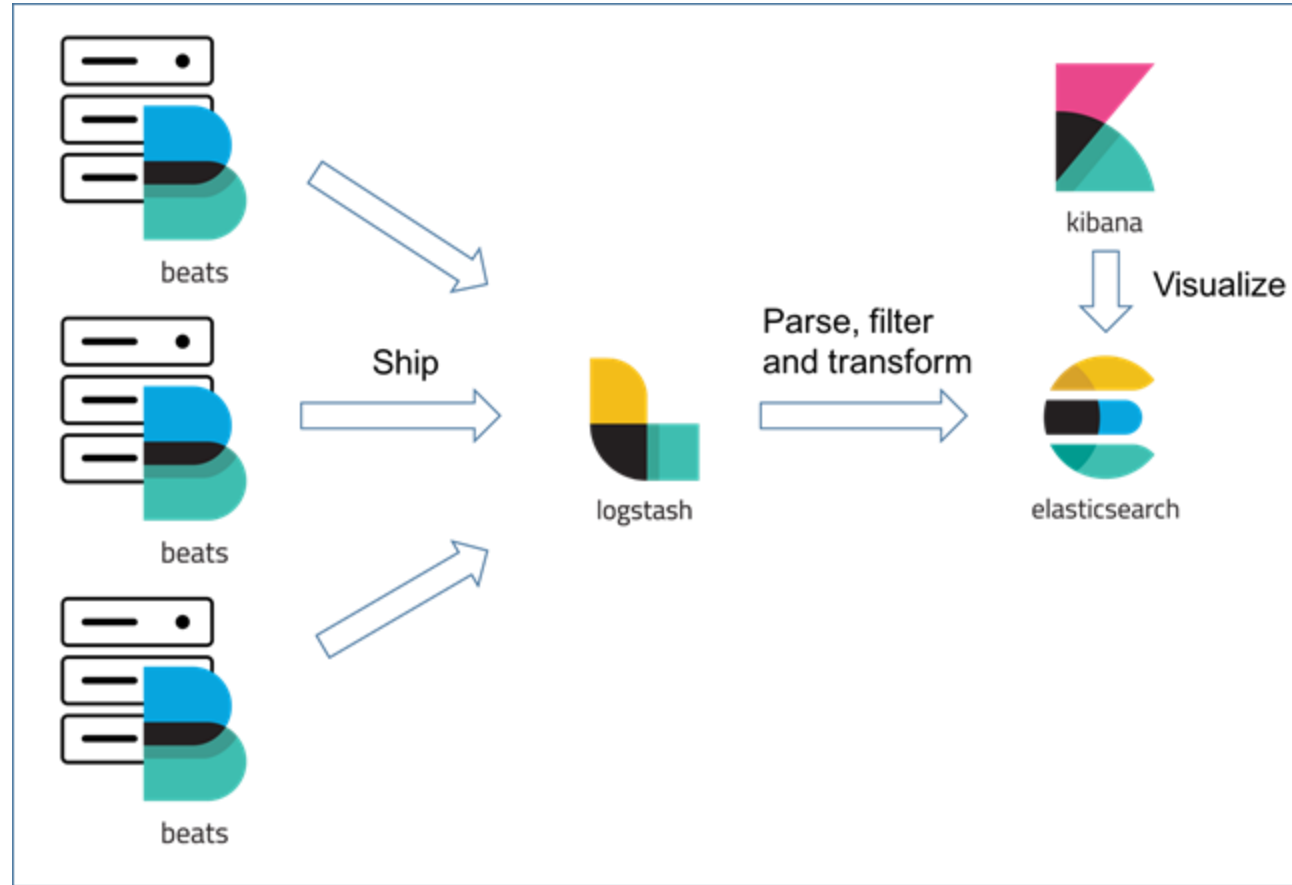 beats
beats
beats
Ship
logstash
Parse, filter
and transform
kibana
Visualize
elasticsearch